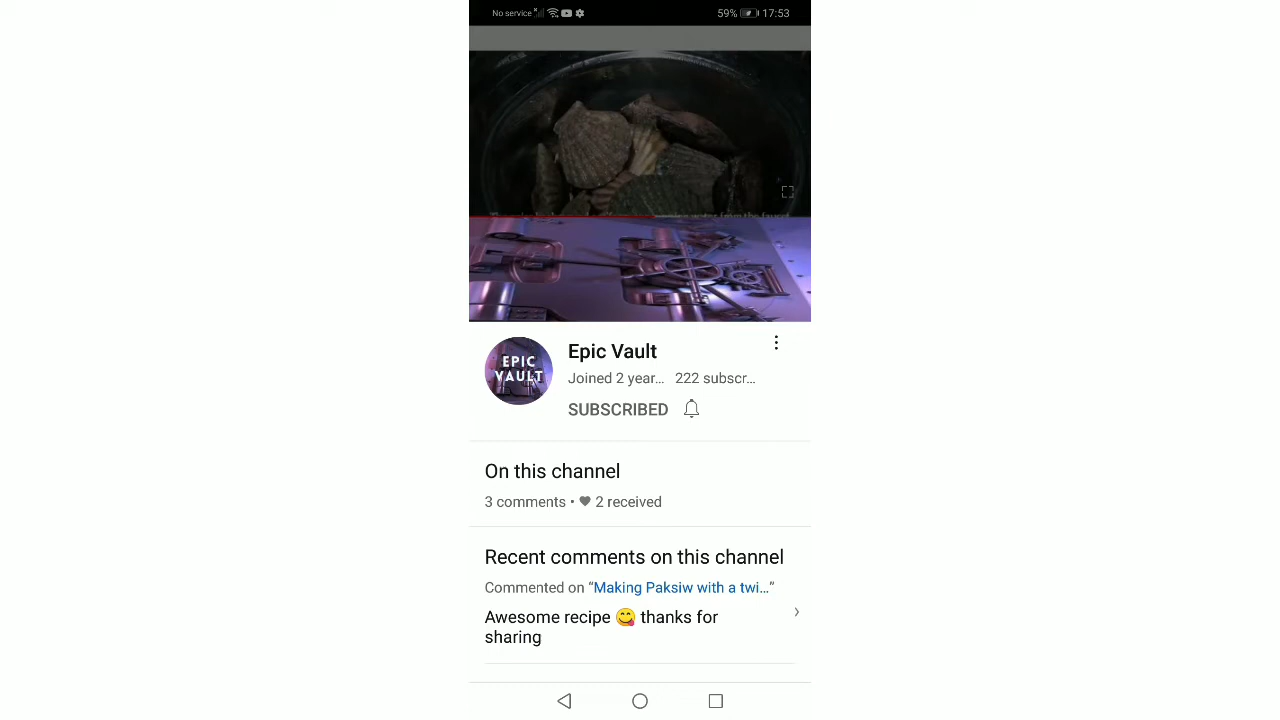 No service 59% 17:53
EPIC
VAULT
Epic Vault
Joined 2 year... 222 subscr...
SUBSCRIBED
On this channel
3 comments • ♥ 2 received
Recent comments on this channel
Commented on “Making Paksiw with a twi...”
Awesome recipe 😋 thanks for
sharing